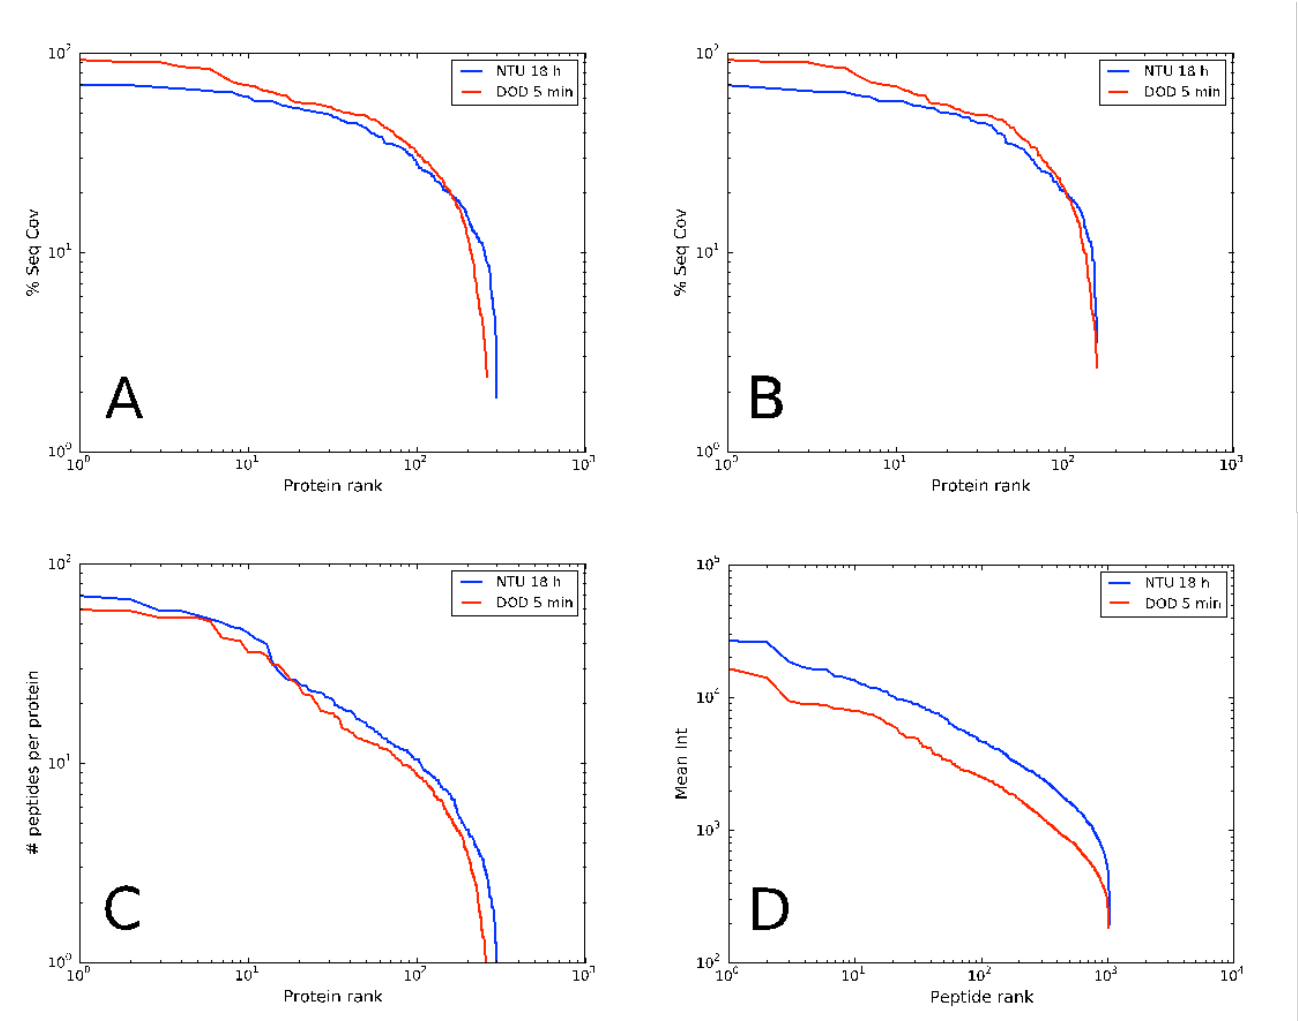 10²
NTU 18 h
DOD 5 min
% Seq Cov
10¹
A
10⁰
10⁰ 10¹ 10² 10³
Protein rank
10²
NTU 18 h
DOD 5 min
% Seq Cov
10¹
B
10⁰
10⁰ 10¹ 10² 10³
Protein rank
10²
NTU 18 h
DOD 5 min
# peptides per protein
10¹
C
10⁰
10⁰ 10¹ 10² 10³
Protein rank
10⁵
NTU 18 h
DOD 5 min
10⁴
Mean Int
10³
D
10²
10⁰ 10¹ 10² 10³ 10⁴
Peptide rank